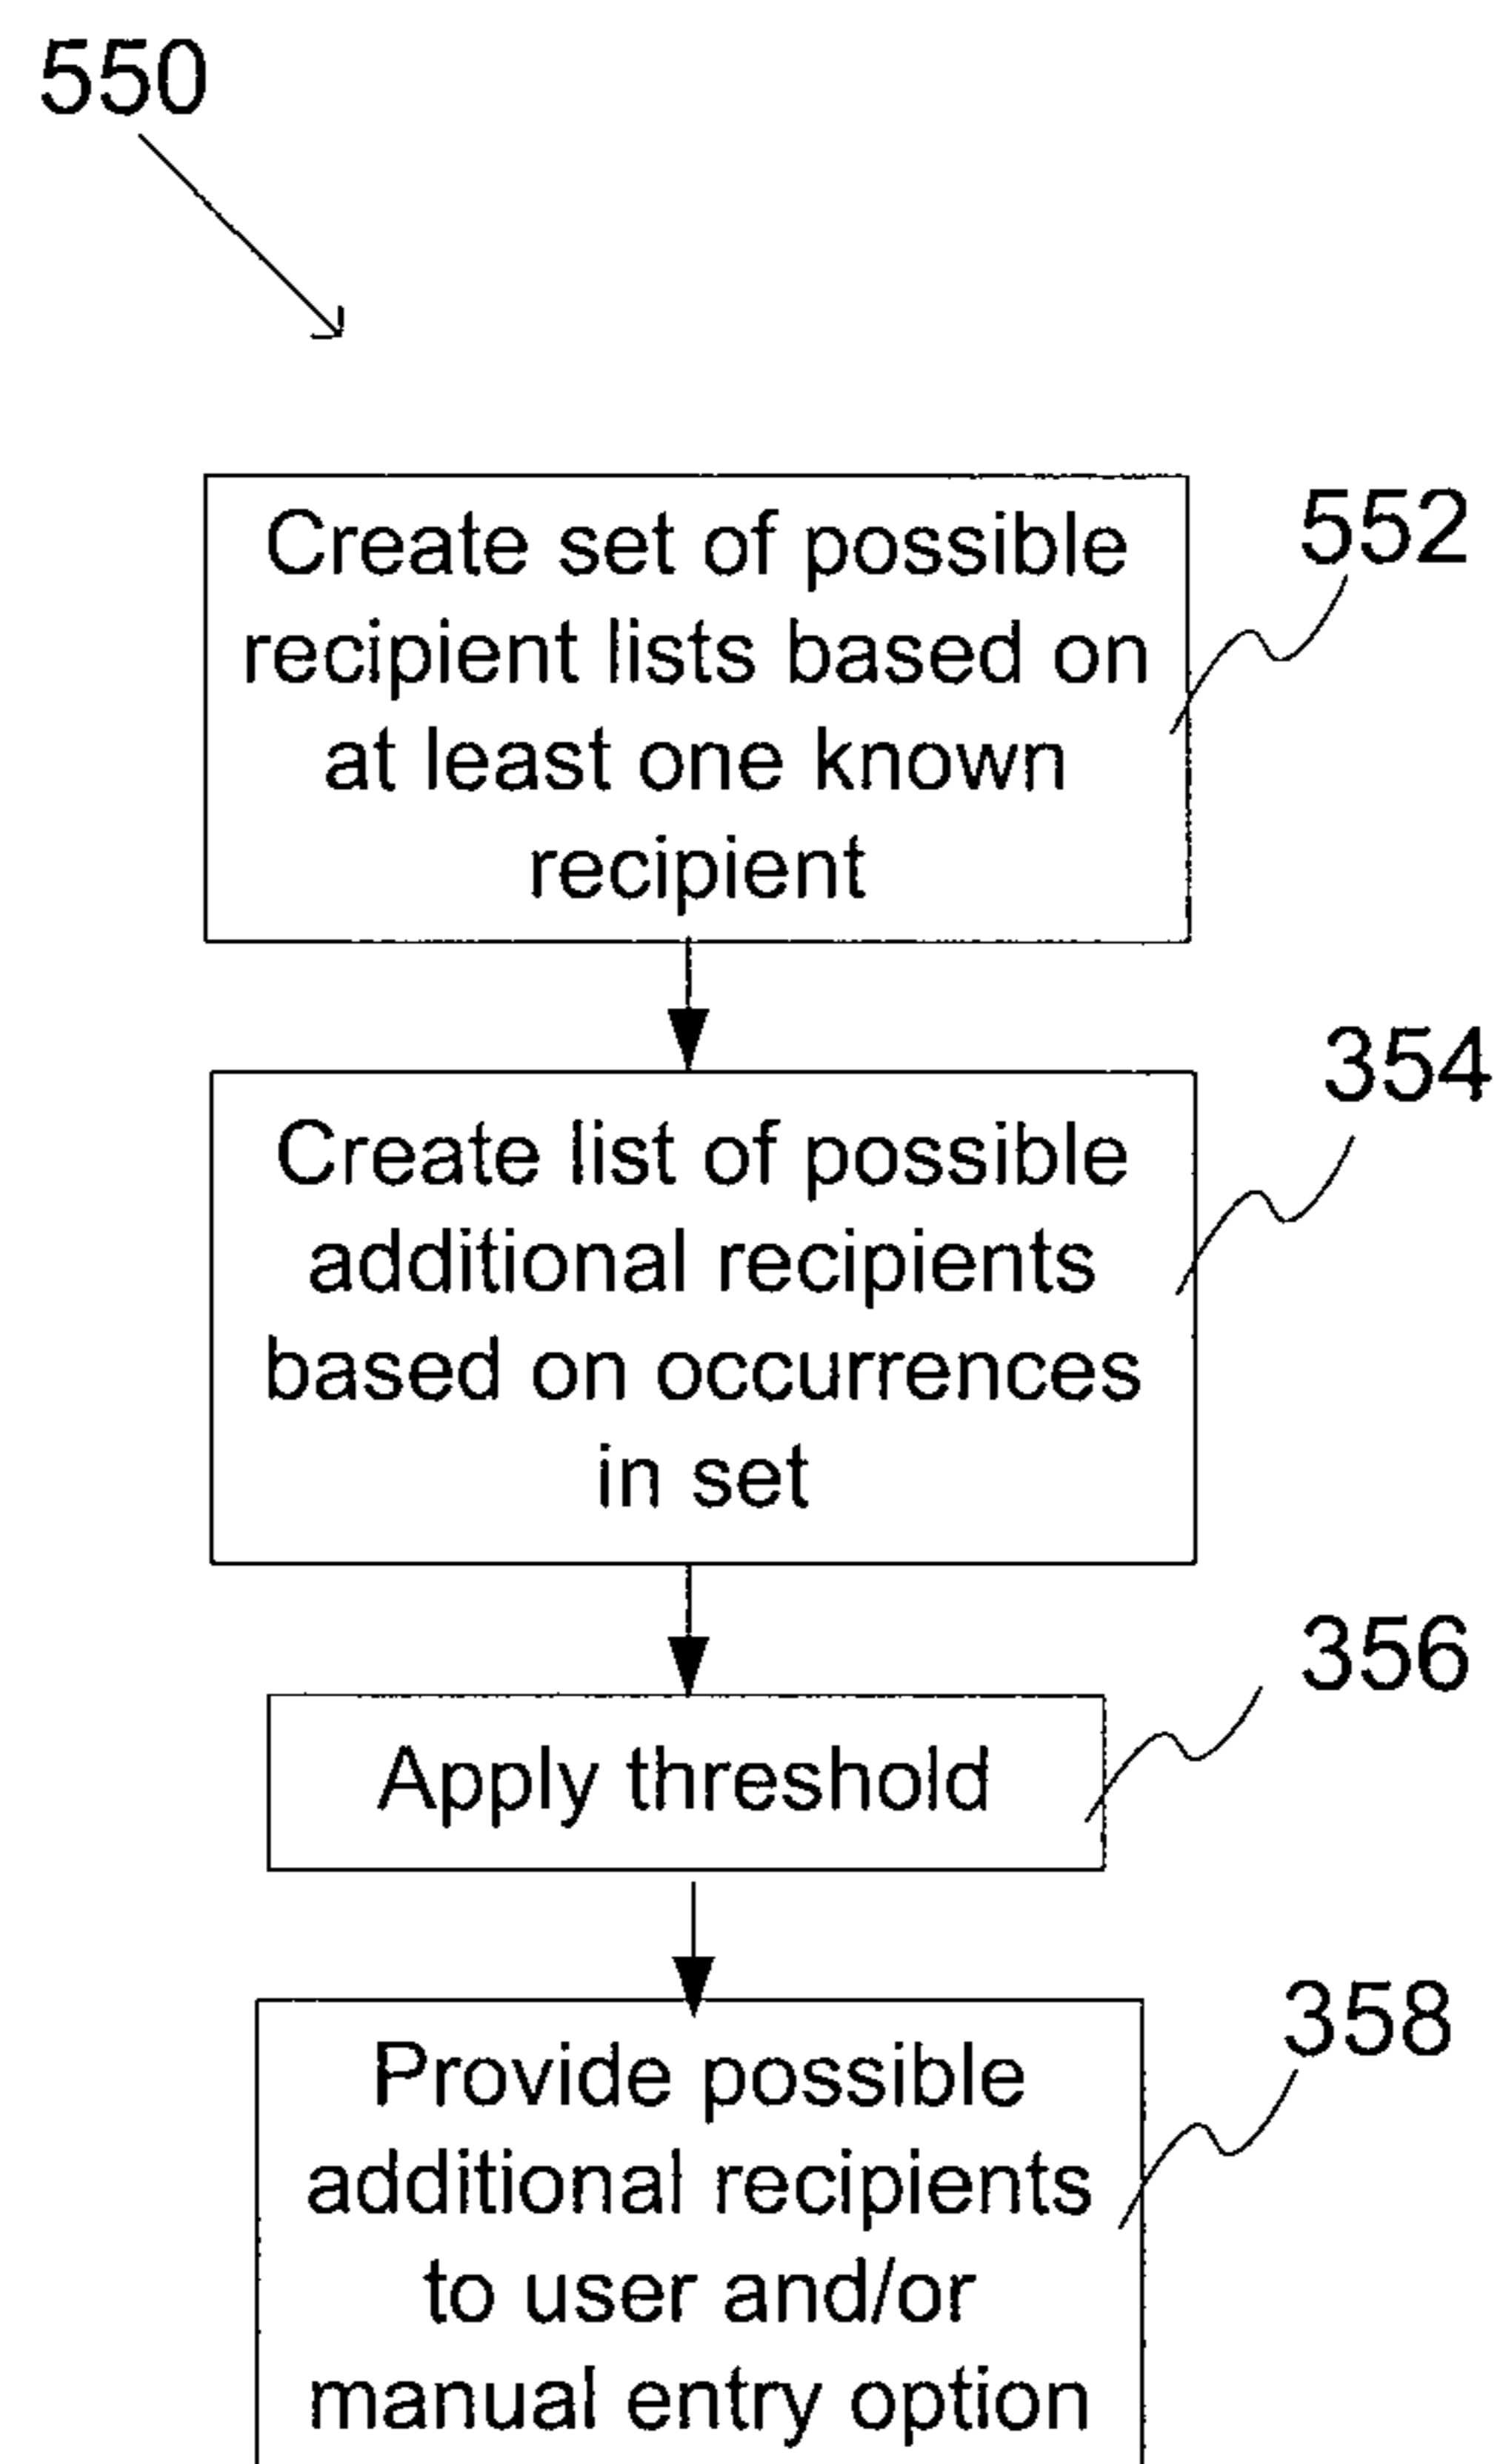 550
Create set of possible
recipient lists based on
at least one known
recipient
552
Create list of possible
additional recipients
based on occurrences
in set
354
Apply threshold
356
Provide possible
additional recipients
to user and/or
manual entry option
358